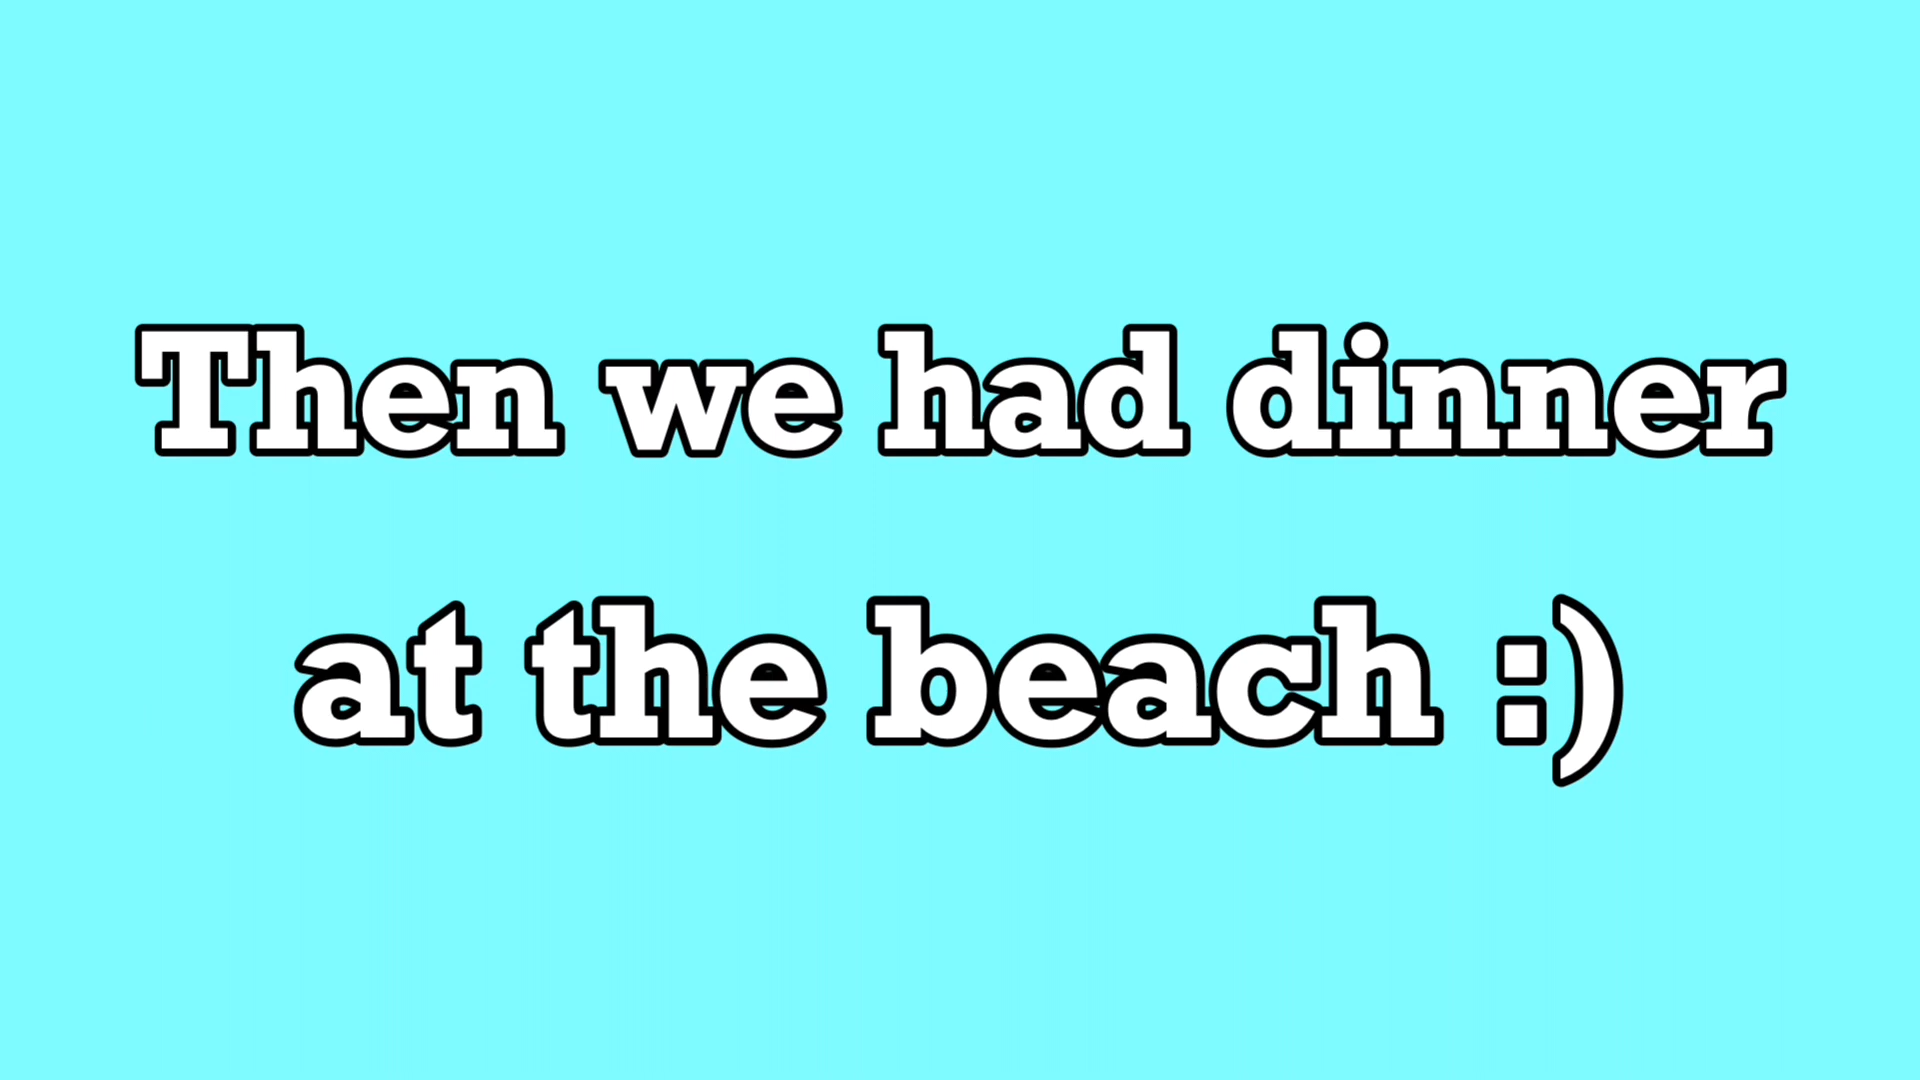 Then we had dinner
at the beach :)